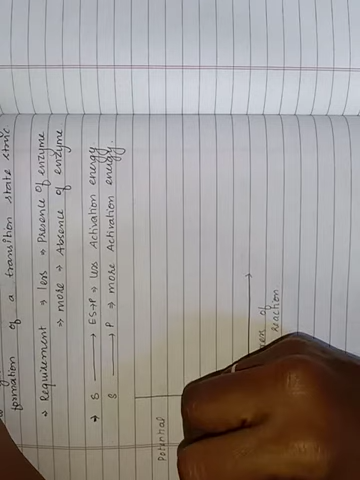 formation of a transition state struc
→ Requirement → less → Presence of enzyme
→ more → Absence of enzyme
→ S → ES→P → less Activation energy
S → P → more Activation energy.
Potential
of
reaction